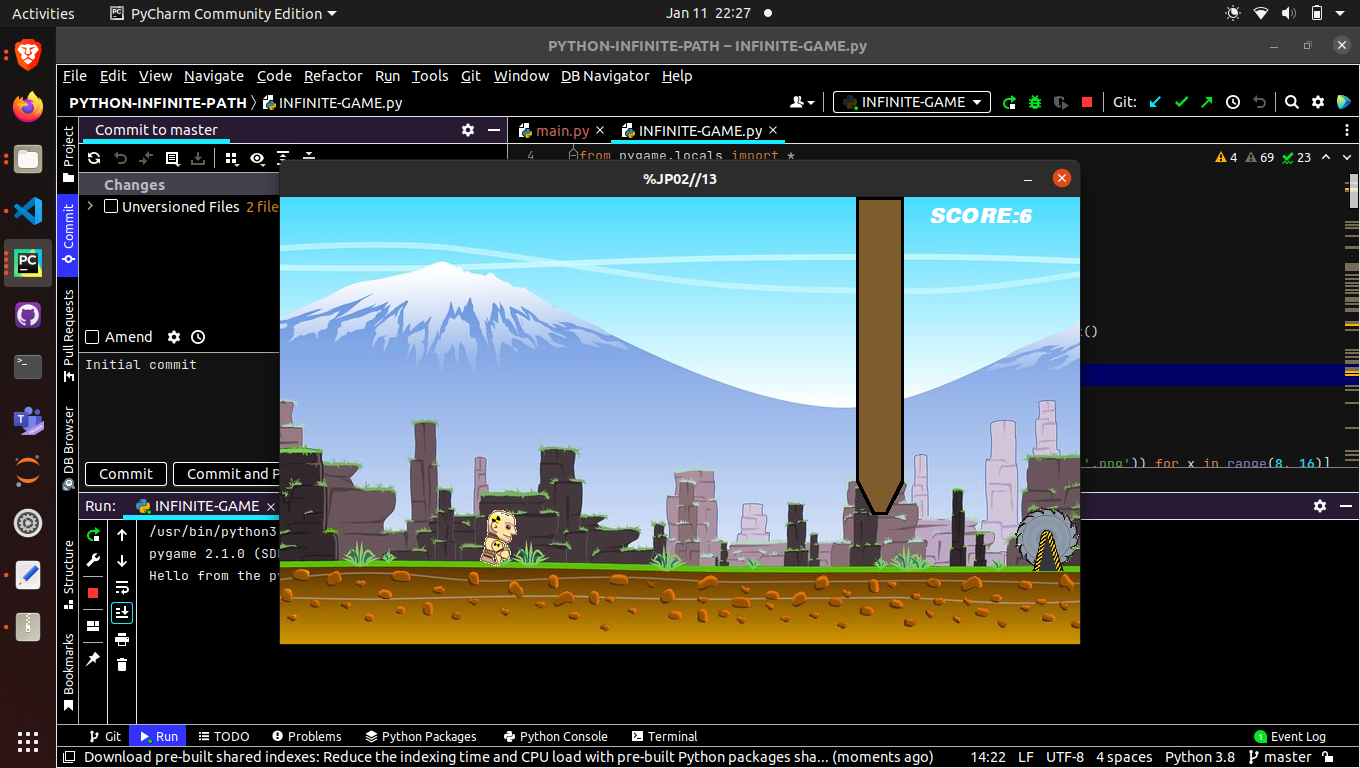 Activities PyCharm Community Edition Jan 11 22:27
PYTHON-INFINITE-PATH – INFINITE-GAME.py
File Edit View Navigate Code Refactor Run Tools Git Window DB Navigator Help
PYTHON-INFINITE-PATH INFINITE-GAME.py INFINITE-GAME Git:
Project
Commit to master main.py INFINITE-GAME.py
4 from pygame.locals import * 4 69 23
%JP02//13
Changes
Unversioned Files 2 file
SCORE:6
Commit
Pull Requests
()
Amend
Initial commit
DB Browser
Commit Commit and P
.png')) for x in range(8, 16)]
Run: INFINITE-GAME
/usr/bin/python3
pygame 2.1.0 (SD
Hello from the p
Structure
Bookmarks
Git Run TODO Problems Python Packages Python Console Terminal 1 Event Log
Download pre-built shared indexes: Reduce the indexing time and CPU load with pre-built Python packages sha... (moments ago) 14:22 LF UTF-8 4 spaces Python 3.8 master